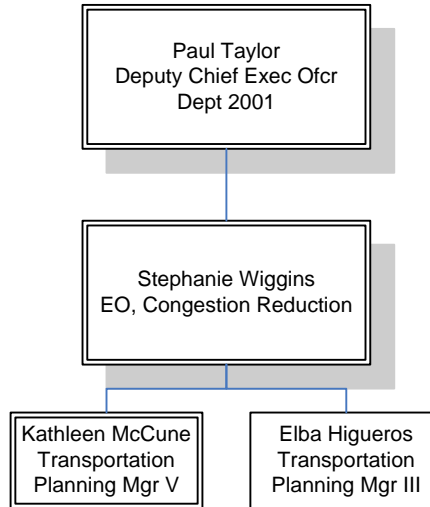 Paul Taylor
Deputy Chief Exec Ofcr
Dept 2001
Stephanie Wiggins
EO, Congestion Reduction
Kathleen McCune
Transportation
Planning Mgr V
Elba Higueros
Transportation
Planning Mgr III